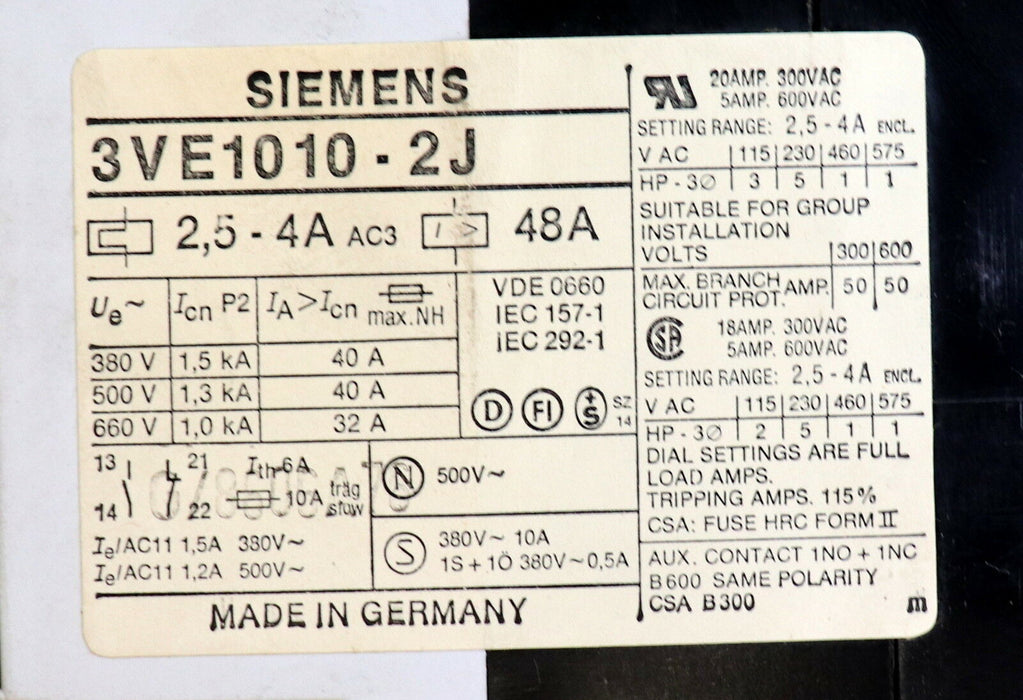 SIEMENS
3VE1010-2J
2,5-4A AC3 I > 48A
Ue~ Icn P2 IA>Icn max.NH
380 V 1,5 kA 40 A
500 V 1,3 kA 40 A
660 V 1,0 kA 32 A
VDE 0660
IEC 157-1
IEC 292-1
D FI +S SZ 14
13 21 Ith 6A
14 22 10A träg slow
Ie/AC11 1,5A 380V~
Ie/AC11 1,2A 500V~
N 500V~
S 380V~ 10A
1S + 1Ö 380V~0,5A
MADE IN GERMANY
20AMP. 300VAC
5AMP. 600VAC
SETTING RANGE: 2,5-4A ENCL.
V AC 115 230 460 575
HP-3∅ 3 5 1 1
SUITABLE FOR GROUP
INSTALLATION
VOLTS 300 600
MAX. BRANCH
CIRCUIT PROT. AMP. 50 50
18AMP. 300VAC
5AMP. 600VAC
SETTING RANGE: 2,5-4A ENCL.
V AC 115 230 460 575
HP-3∅ 2 5 1 1
DIAL SETTINGS ARE FULL
LOAD AMPS.
TRIPPING AMPS. 115%
CSA: FUSE HRC FORM II
AUX. CONTACT 1NO + 1NC
B600 SAME POLARITY
CSA B300 m